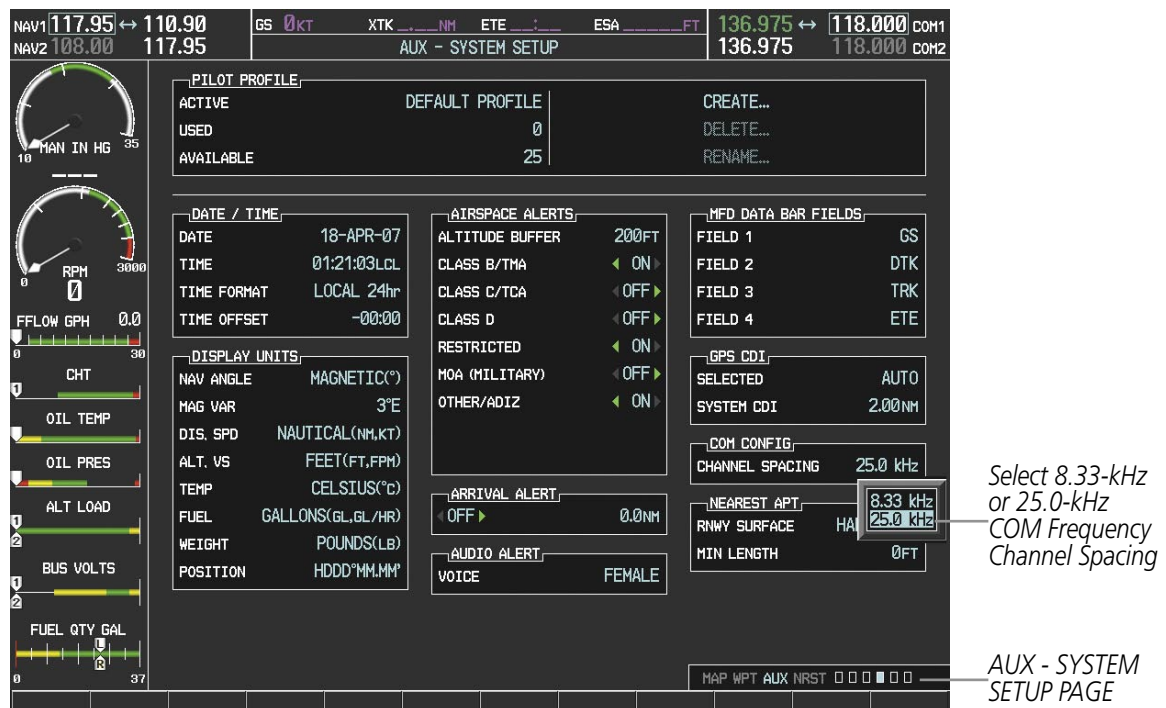 NAV1 117.95 ↔ 110.90
NAV2 108.00 117.95
GS 0KT XTK _.__NM ETE __:__ ESA _____FT
AUX - SYSTEM SETUP
136.975 ↔ 118.000 COM1
136.975 118.000 COM2
10 MAN IN HG 35
___
0 RPM 3000
0
FFLOW GPH 0.0
0 30
CHT
1
OIL TEMP
OIL PRES
ALT LOAD
1
2
BUS VOLTS
1
2
FUEL QTY GAL
L
R
0 37
PILOT PROFILE
ACTIVE DEFAULT PROFILE CREATE...
USED 0 DELETE...
AVAILABLE 25 RENAME...
DATE / TIME
DATE 18-APR-07
TIME 01:21:03LCL
TIME FORMAT LOCAL 24hr
TIME OFFSET -00:00
DISPLAY UNITS
NAV ANGLE MAGNETIC(°)
MAG VAR 3°E
DIS, SPD NAUTICAL(NM,KT)
ALT, VS FEET(FT,FPM)
TEMP CELSIUS(°C)
FUEL GALLONS(GL,GL/HR)
WEIGHT POUNDS(LB)
POSITION HDDD°MM.MM'
AIRSPACE ALERTS
ALTITUDE BUFFER 200FT
CLASS B/TMA ON
CLASS C/TCA OFF
CLASS D OFF
RESTRICTED ON
MOA (MILITARY) OFF
OTHER/ADIZ ON
ARRIVAL ALERT
OFF 0.0NM
AUDIO ALERT
VOICE FEMALE
MFD DATA BAR FIELDS
FIELD 1 GS
FIELD 2 DTK
FIELD 3 TRK
FIELD 4 ETE
GPS CDI
SELECTED AUTO
SYSTEM CDI 2.00NM
COM CONFIG
CHANNEL SPACING 25.0 kHz
8.33 kHz
25.0 kHz
NEAREST APT
RNWY SURFACE HA
MIN LENGTH 0FT
MAP WPT AUX NRST
Select 8.33-kHz
or 25.0-kHz
COM Frequency
Channel Spacing
AUX - SYSTEM
SETUP PAGE